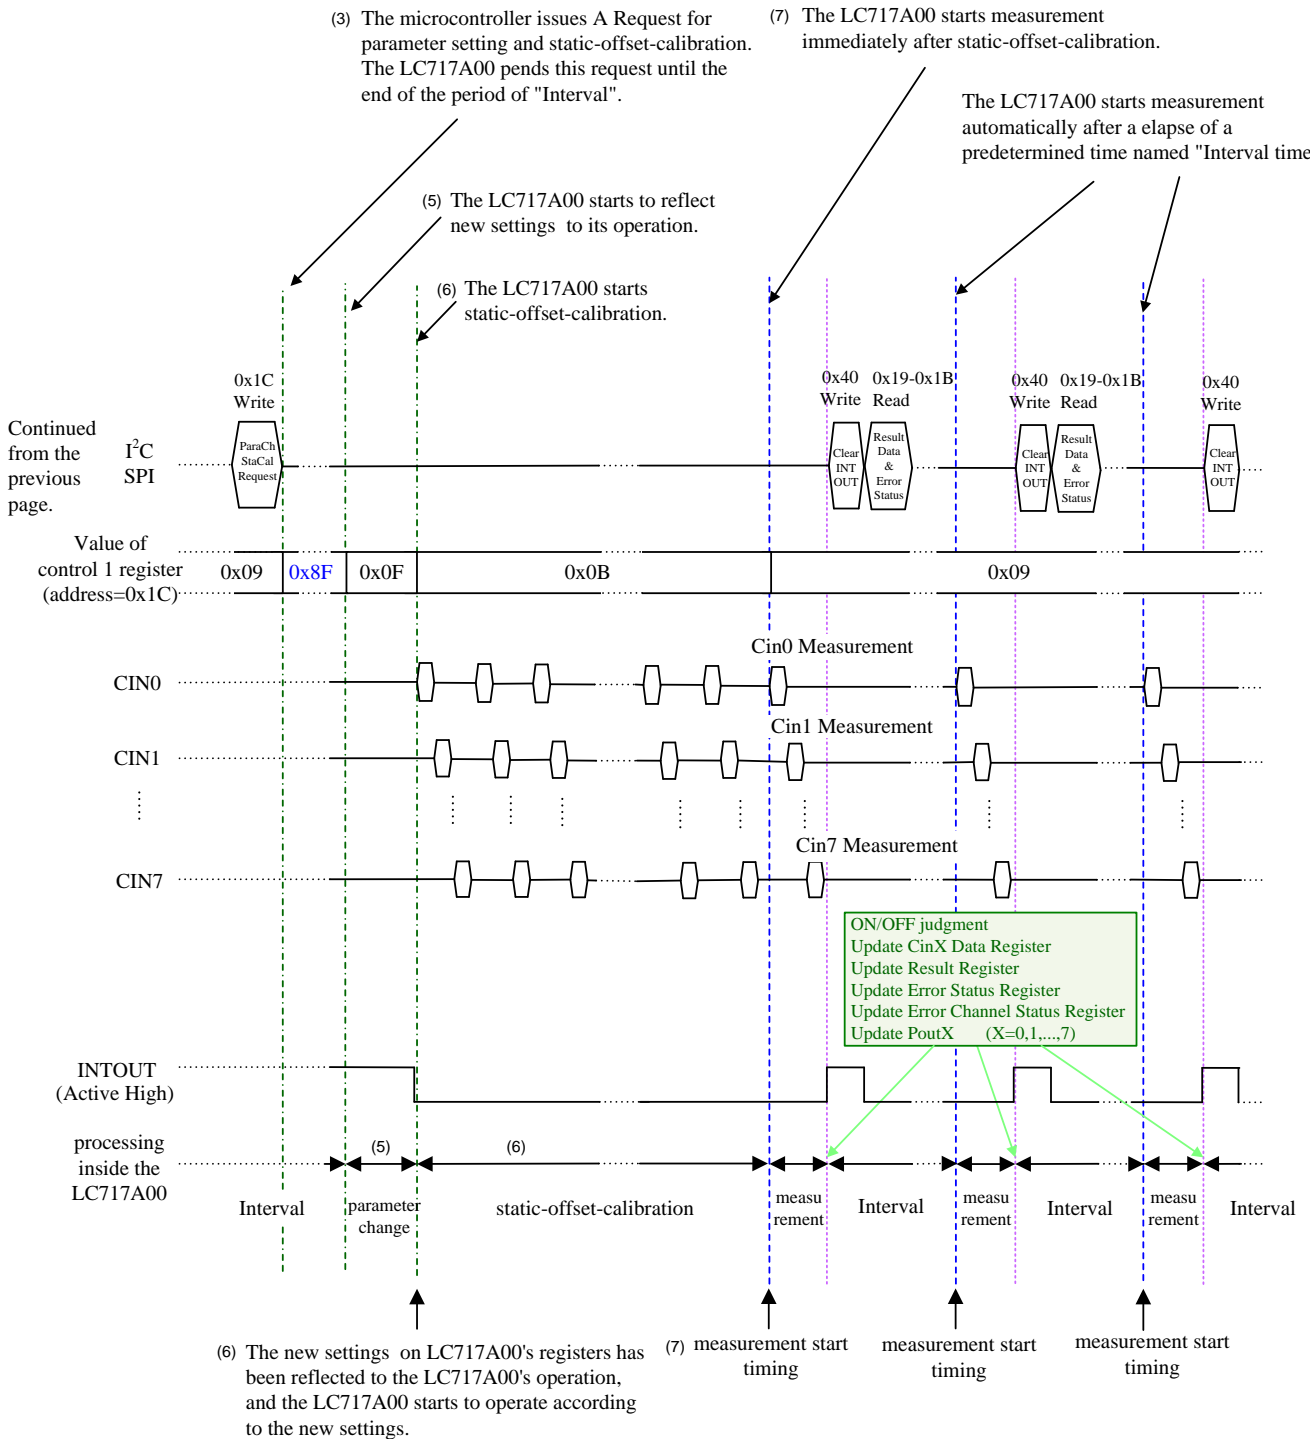 (3) The microcontroller issues A Request for
parameter setting and static-offset-calibration.
The LC717A00 pends this request until the
end of the period of "Interval".
(7) The LC717A00 starts measurement
immediately after static-offset-calibration.
The LC717A00 starts measurement
automatically after a elapse of a
predetermined time named "Interval time
(5) The LC717A00 starts to reflect
new settings to its operation.
(6) The LC717A00 starts
static-offset-calibration.
0x1C
Write
0x40
Write
0x19-0x1B
Read
0x40
Write
0x19-0x1B
Read
0x40
Write
Continued
from the
previous
page.
I2C
SPI
ParaCh
StaCal
Request
Clear
INT
OUT
Result
Data
&
Error
Status
Clear
INT
OUT
Result
Data
&
Error
Status
Clear
INT
OUT
Value of
control 1 register
(address=0x1C)
0x09
0x8F
0x0F
0x0B
0x09
Cin0 Measurement
CIN0
Cin1 Measurement
CIN1
Cin7 Measurement
CIN7
ON/OFF judgment
Update CinX Data Register
Update Result Register
Update Error Status Register
Update Error Channel Status Register
Update PoutX (X=0,1,...,7)
INTOUT
(Active High)
processing
inside the
LC717A00
(5)
(6)
Interval
parameter
change
static-offset-calibration
measu
rement
Interval
measu
rement
Interval
measu
rement
Interval
(6) The new settings on LC717A00's registers has
been reflected to the LC717A00's operation,
and the LC717A00 starts to operate according
to the new settings.
(7) measurement start
timing
measurement start
timing
measurement start
timing